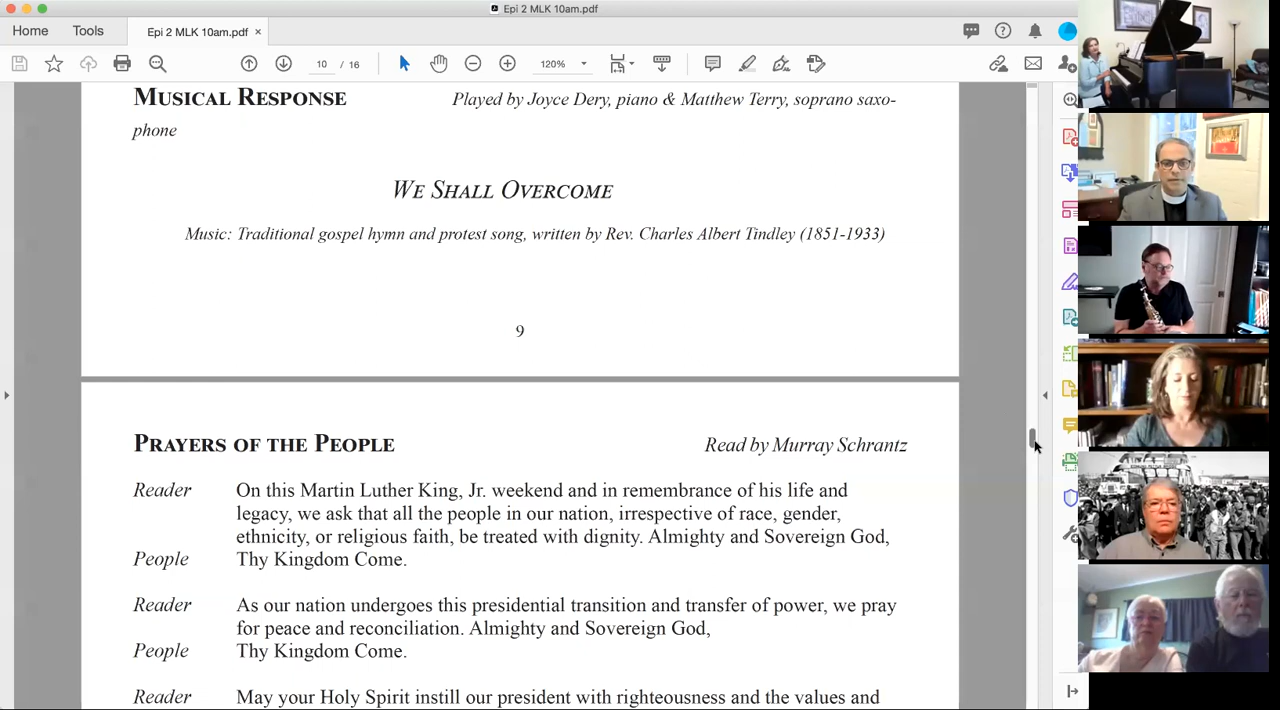 Epi 2 MLK 10am.pdf
Home
Tools
Epi 2 MLK 10am.pdf ×
10 / 16
120%
MUSICAL RESPONSE
Played by Joyce Dery, piano & Matthew Terry, soprano saxo-
phone
WE SHALL OVERCOME
Music: Traditional gospel hymn and protest song, written by Rev. Charles Albert Tindley (1851-1933)
9
PRAYERS OF THE PEOPLE
Read by Murray Schrantz
Reader On this Martin Luther King, Jr. weekend and in remembrance of his life and
legacy, we ask that all the people in our nation, irrespective of race, gender,
ethnicity, or religious faith, be treated with dignity. Almighty and Sovereign God,
People Thy Kingdom Come.
Reader As our nation undergoes this presidential transition and transfer of power, we pray
for peace and reconciliation. Almighty and Sovereign God,
People Thy Kingdom Come.
Reader May your Holy Spirit instill our president with righteousness and the values and